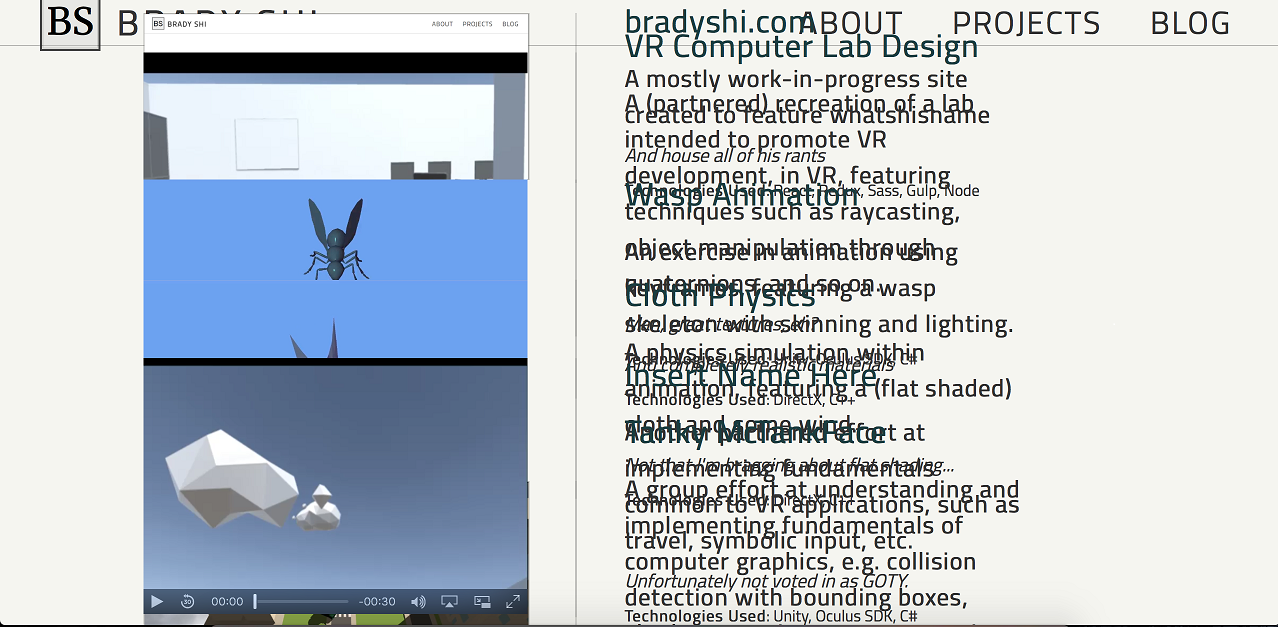 BS BRADY SHI
ABOUT PROJECTS BLOG
BS BRADY SHI
ABOUT PROJECTS BLOG
bradyshi.com
A mostly work-in-progress site
created to feature whatshisname
And house all of his rants
Technologies Used: React, Redux, Sass, Gulp, Node
VR Computer Lab Design
A (partnered) recreation of a lab
intended to promote VR
development, in VR, featuring
techniques such as raycasting,
object manipulation through
quaternions, and so on.
great textures, eh?
Technologies Used: Unity, Oculus SDK, C#
Wasp Animation
An exercise in animation using
keyframes, featuring a wasp
skeleton with skinning and lighting.
And completely realistic materials
Technologies Used: DirectX, C++
Cloth Physics
A physics simulation within
animation, featuring a (flat shaded)
cloth and some wind.
Not that I'm bragging about flat shading...
Technologies Used: DirectX, C++
Insert Name Here
Another partnered effort at
implementing fundamentals
common to VR applications, such as
travel, symbolic input, etc.
Unfortunately not voted in as GOTY.
Technologies Used: Unity, Oculus SDK, C#
Tanky McTankFace
A group effort at understanding and
implementing fundamentals of
computer graphics, e.g. collision
detection with bounding boxes,
30 00:00 -00:30